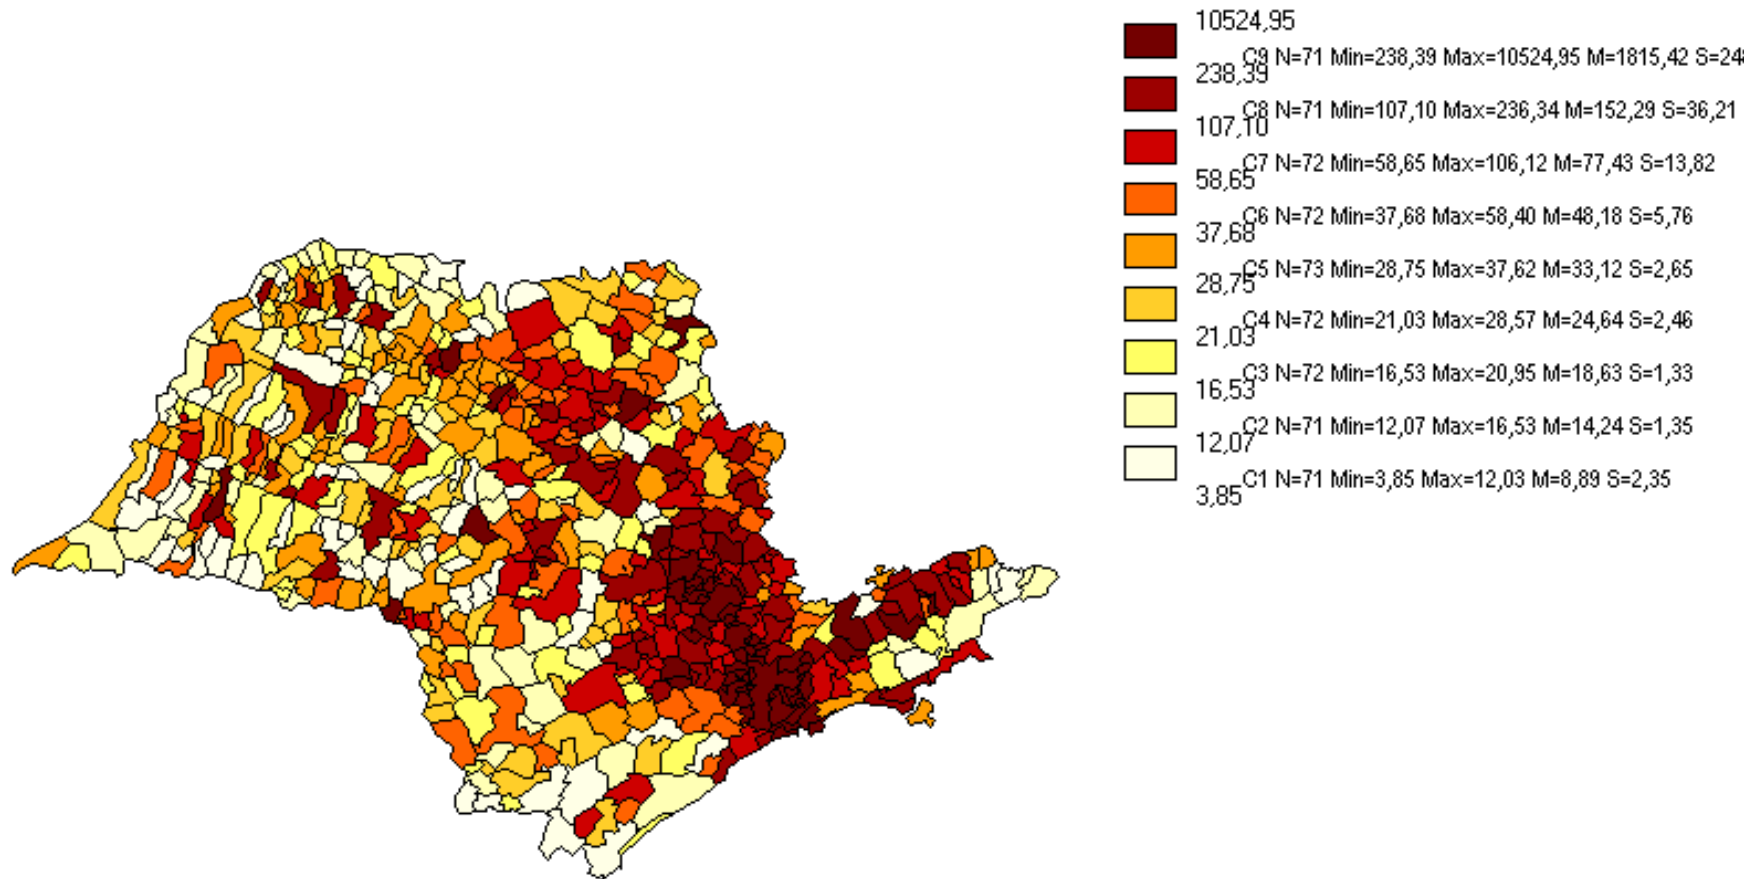 10524,95
C9 N=71 Min=238,39 Max=10524,95 M=1815,42 S=248
238,39
C8 N=71 Min=107,10 Max=236,34 M=152,29 S=36,21
107,10
C7 N=72 Min=58,65 Max=106,12 M=77,43 S=13,82
58,65
C6 N=72 Min=37,68 Max=58,40 M=48,18 S=5,76
37,68
C5 N=73 Min=28,75 Max=37,62 M=33,12 S=2,65
28,75
C4 N=72 Min=21,03 Max=28,57 M=24,64 S=2,46
21,03
C3 N=72 Min=16,53 Max=20,95 M=18,63 S=1,33
16,53
C2 N=71 Min=12,07 Max=16,53 M=14,24 S=1,35
12,07
C1 N=71 Min=3,85 Max=12,03 M=8,89 S=2,35
3,85